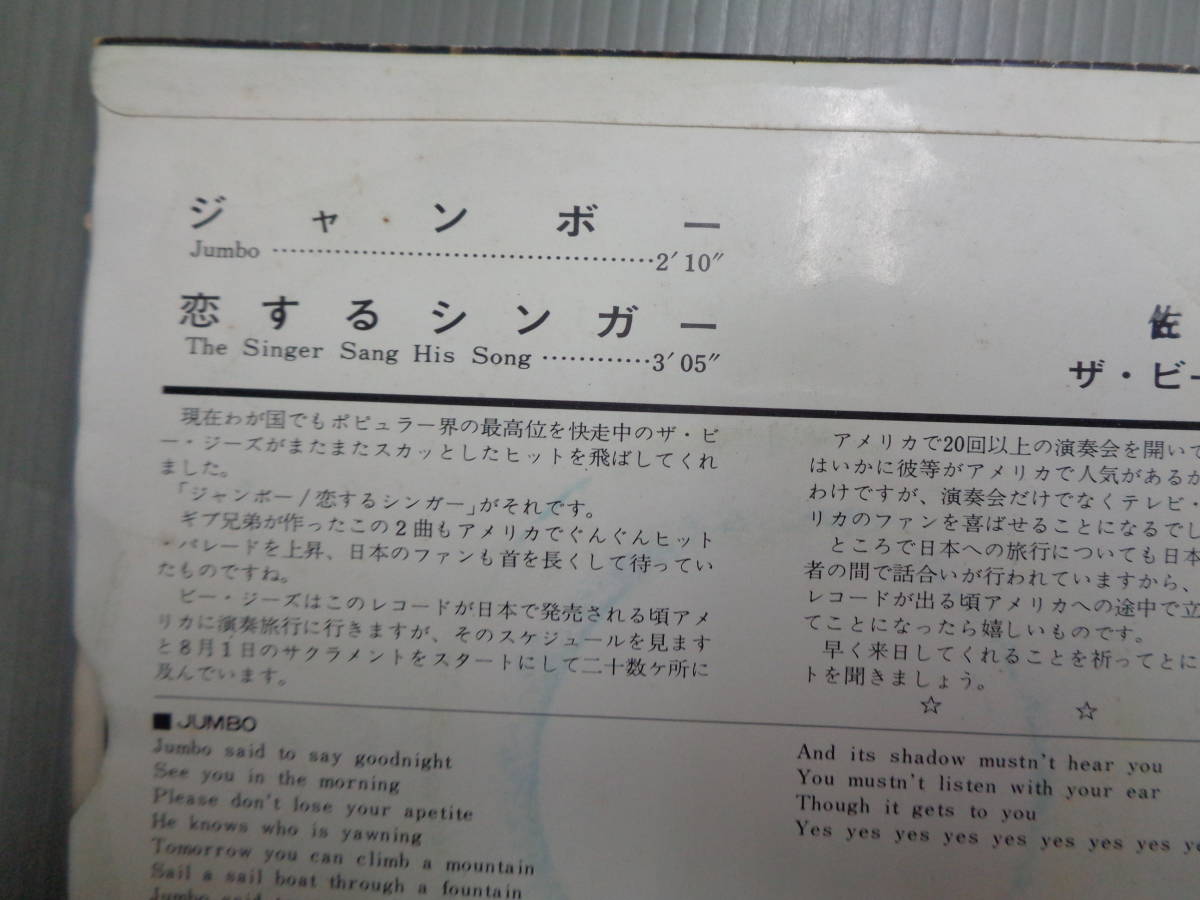 ジャンボー
Jumbo ………………………………………2′10″
恋するシンガー
The Singer Sang His Song …………3′05″
佐
ザ・ビー
現在わが国でもポピュラー界の最高位を快走中のザ・ビ
ー・ジーズがまたまたスカッとしたヒットを飛ばしてくれ
ました。
「ジャンボー/恋するシンガー」がそれです。
ギブ兄弟が作ったこの2曲もアメリカでぐんぐんヒット
・パレードを上昇、日本のファンも首を長くして待ってい
たものですね。
ビー・ジーズはこのレコードが日本で発売される頃アメ
リカに演奏旅行に行きますが、そのスケジュールを見ます
と8月1日のサクラメントをスタートにして二十数ケ所に
及んでいます。
アメリカで20回以上の演奏会を開いて
はいかに彼等がアメリカで人気があるか
わけですが、演奏会だけでなくテレビ・
リカのファンを喜ばせることになるでし
ところで日本への旅行についても日本
者の間で話合いが行われていますから、
レコードが出る頃アメリカへの途中で立
てことになったら嬉しいものです。
早く来日してくれることを祈ってとに
トを聞きましょう。
☆ ☆
■ JUMBO
Jumbo said to say goodnight
See you in the morning
Please don't lose your apetite
He knows who is yawning
Tomorrow you can climb a mountain
Sail a sail boat through a fountain
Jumbo said
And its shadow mustn't hear you
You mustn't listen with your ear
Though it gets to you
Yes yes yes yes yes yes yes yes